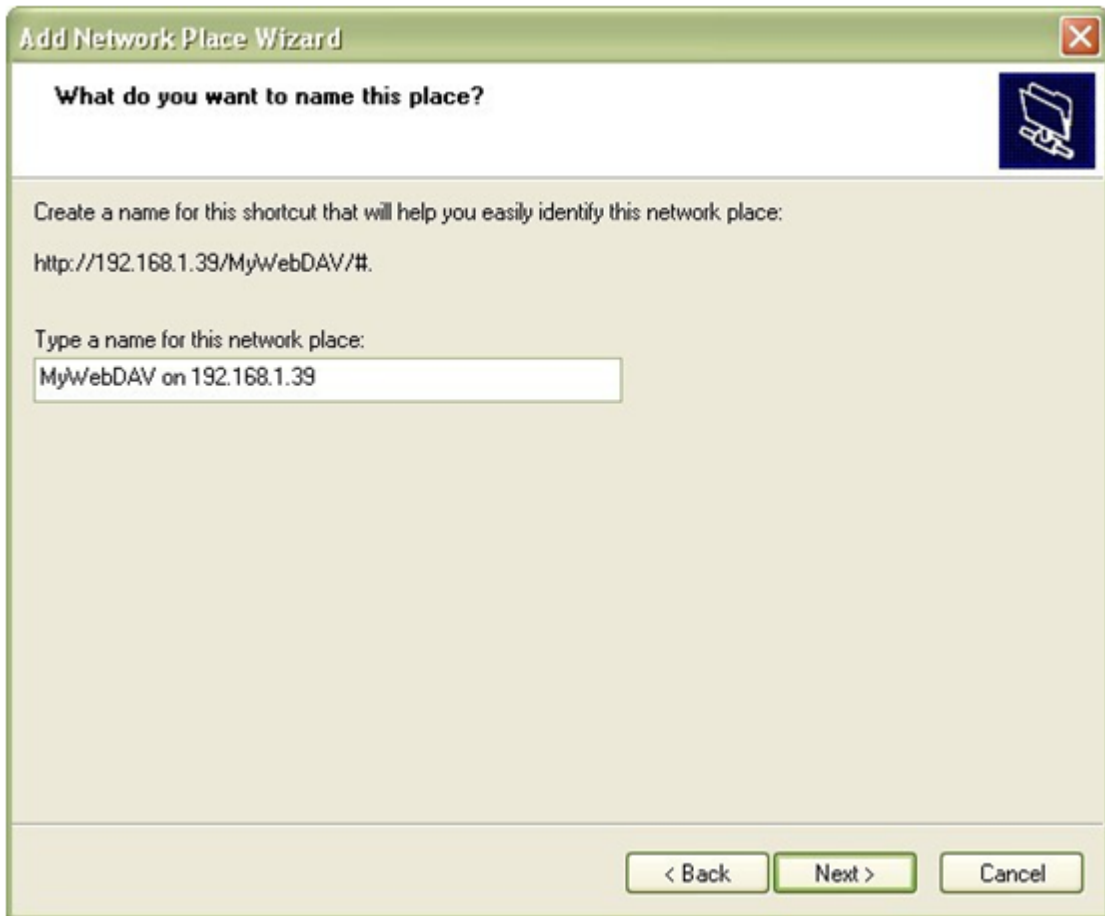 Add Network Place Wizard
What do you want to name this place?
Create a name for this shortcut that will help you easily identify this network place:
http://192.168.1.39/MyWebDAV/#.
Type a name for this network place:
MyWebDAV on 192.168.1.39
< Back Next > Cancel